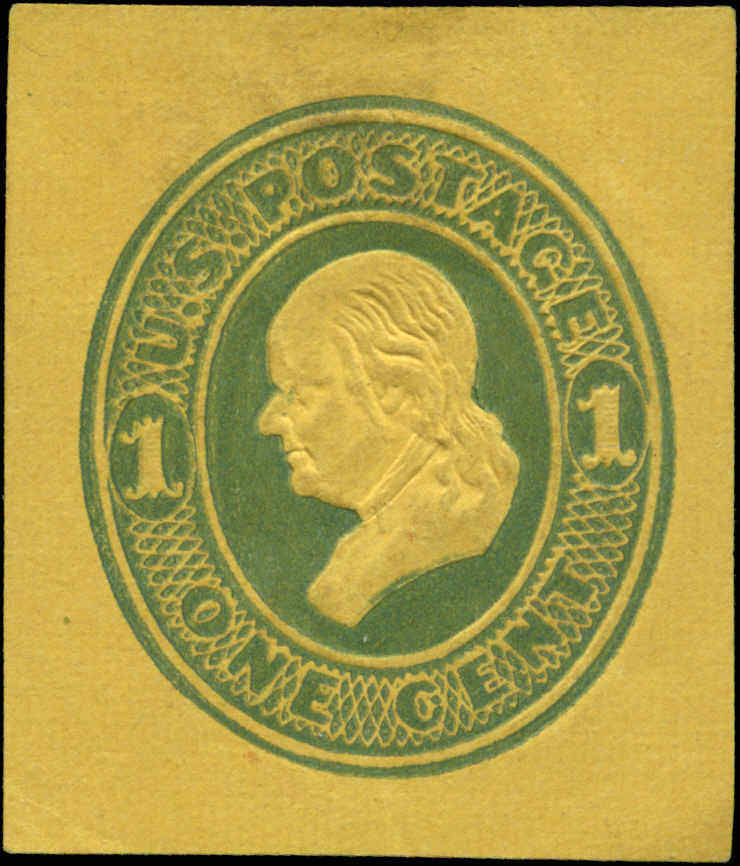 U.S. POSTAGE
1 1
ONE CENT